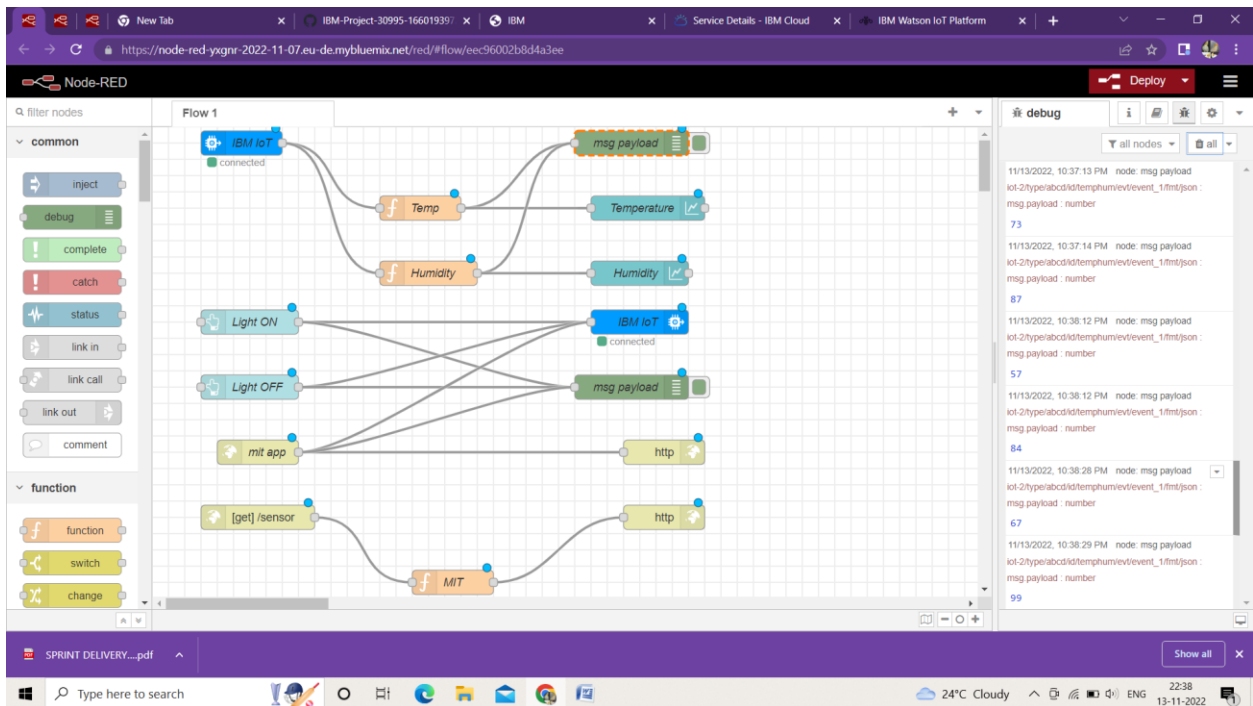 New Tab
IBM-Project-30995-166019397
IBM
Service Details - IBM Cloud
IBM Watson IoT Platform
https://node-red-yxgnr-2022-11-07.eu-de.mybluemix.net/red/#flow/eec96002b8d4a3ee
Node-RED
Deploy
filter nodes
common
inject
debug
complete
catch
status
link in
link call
link out
comment
function
function
switch
change
Flow 1
IBM IoT
connected
msg payload
Temp
Temperature
Humidity
Humidity
Light ON
IBM IoT
connected
Light OFF
msg payload
mit app
http
[get] /sensor
http
MIT
debug
i
all nodes
all
11/13/2022, 10:37:13 PM node: msg payload
iot-2/type/abcd/id/temphum/evt/event_1/fmt/json :
msg.payload : number
73
11/13/2022, 10:37:14 PM node: msg payload
iot-2/type/abcd/id/temphum/evt/event_1/fmt/json :
msg.payload : number
87
11/13/2022, 10:38:12 PM node: msg payload
iot-2/type/abcd/id/temphum/evt/event_1/fmt/json :
msg.payload : number
57
11/13/2022, 10:38:12 PM node: msg payload
iot-2/type/abcd/id/temphum/evt/event_1/fmt/json :
msg.payload : number
84
11/13/2022, 10:38:28 PM node: msg payload
iot-2/type/abcd/id/temphum/evt/event_1/fmt/json :
msg.payload : number
67
11/13/2022, 10:38:29 PM node: msg payload
iot-2/type/abcd/id/temphum/evt/event_1/fmt/json :
msg.payload : number
99
SPRINT DELIVERY....pdf
Show all
Type here to search
24°C Cloudy
ENG
22:38
13-11-2022